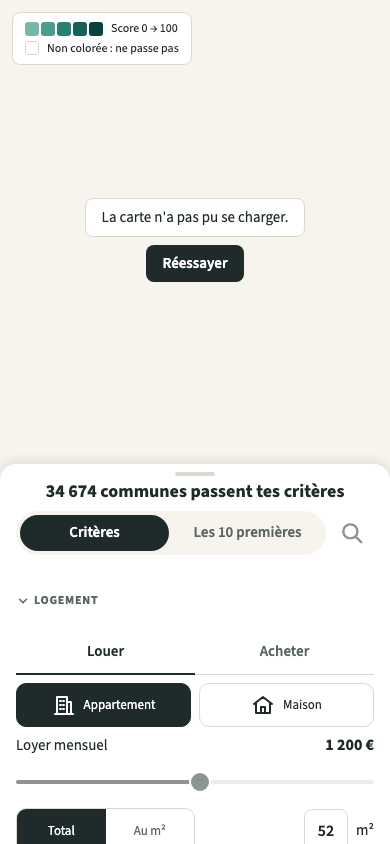 Score 0 → 100
Non colorée : ne passe pas
La carte n'a pas pu se charger.
Réessayer
34 674 communes passent tes critères
Critères
Les 10 premières
LOGEMENT
Louer
Acheter
Appartement
Maison
Loyer mensuel
1 200 €
Total
Au m²
52
m²